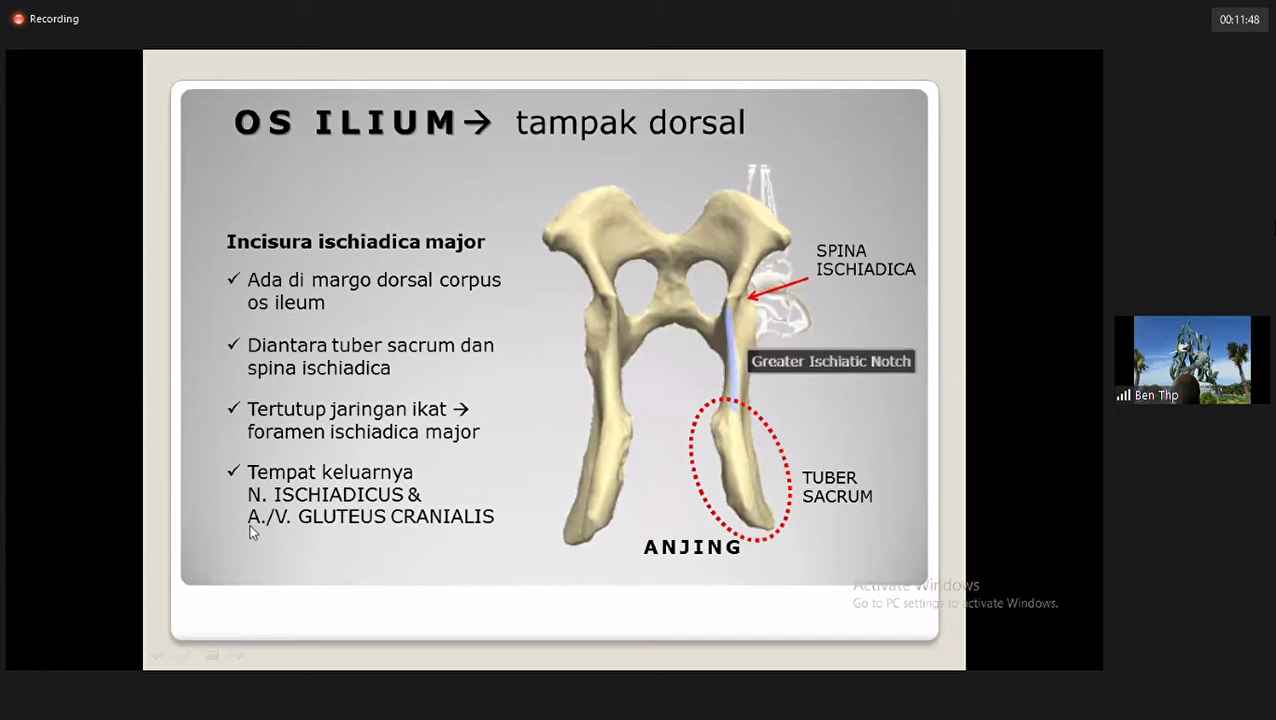 Recording
00:11:48
OS ILIUM→ tampak dorsal
Incisura ischiadica major
✓ Ada di margo dorsal corpus
os ileum
✓ Diantara tuber sacrum dan
spina ischiadica
✓ Tertutup jaringan ikat →
foramen ischiadica major
✓ Tempat keluarnya
N. ISCHIADICUS &
A./V. GLUTEUS CRANIALIS
SPINA
ISCHIADICA
Greater Ischiatic Notch
TUBER
SACRUM
ANJING
Activate Windows
Go to PC settings to activate Windows.
Ben Thp